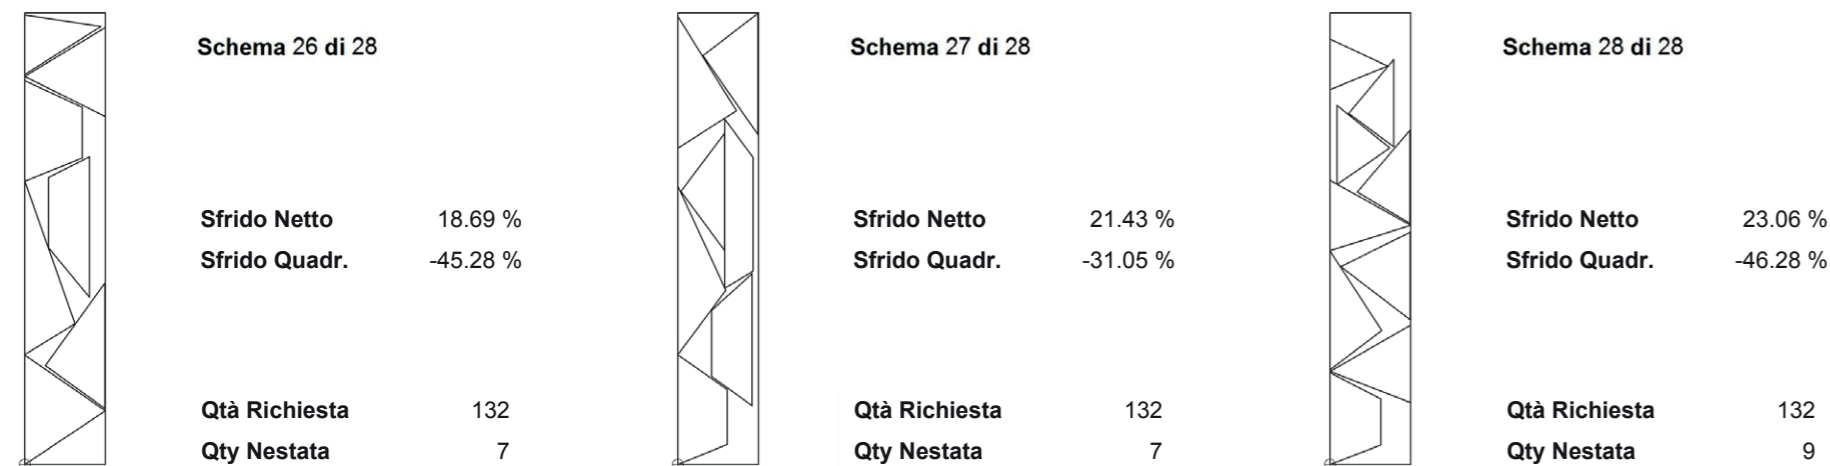 Schema 26 di 28
Sfrido Netto 18.69 %
Sfrido Quadr. -45.28 %
Qtà Richiesta 132
Qty Nestata 7
Schema 27 di 28
Sfrido Netto 21.43 %
Sfrido Quadr. -31.05 %
Qtà Richiesta 132
Qty Nestata 7
Schema 28 di 28
Sfrido Netto 23.06 %
Sfrido Quadr. -46.28 %
Qtà Richiesta 132
Qty Nestata 9